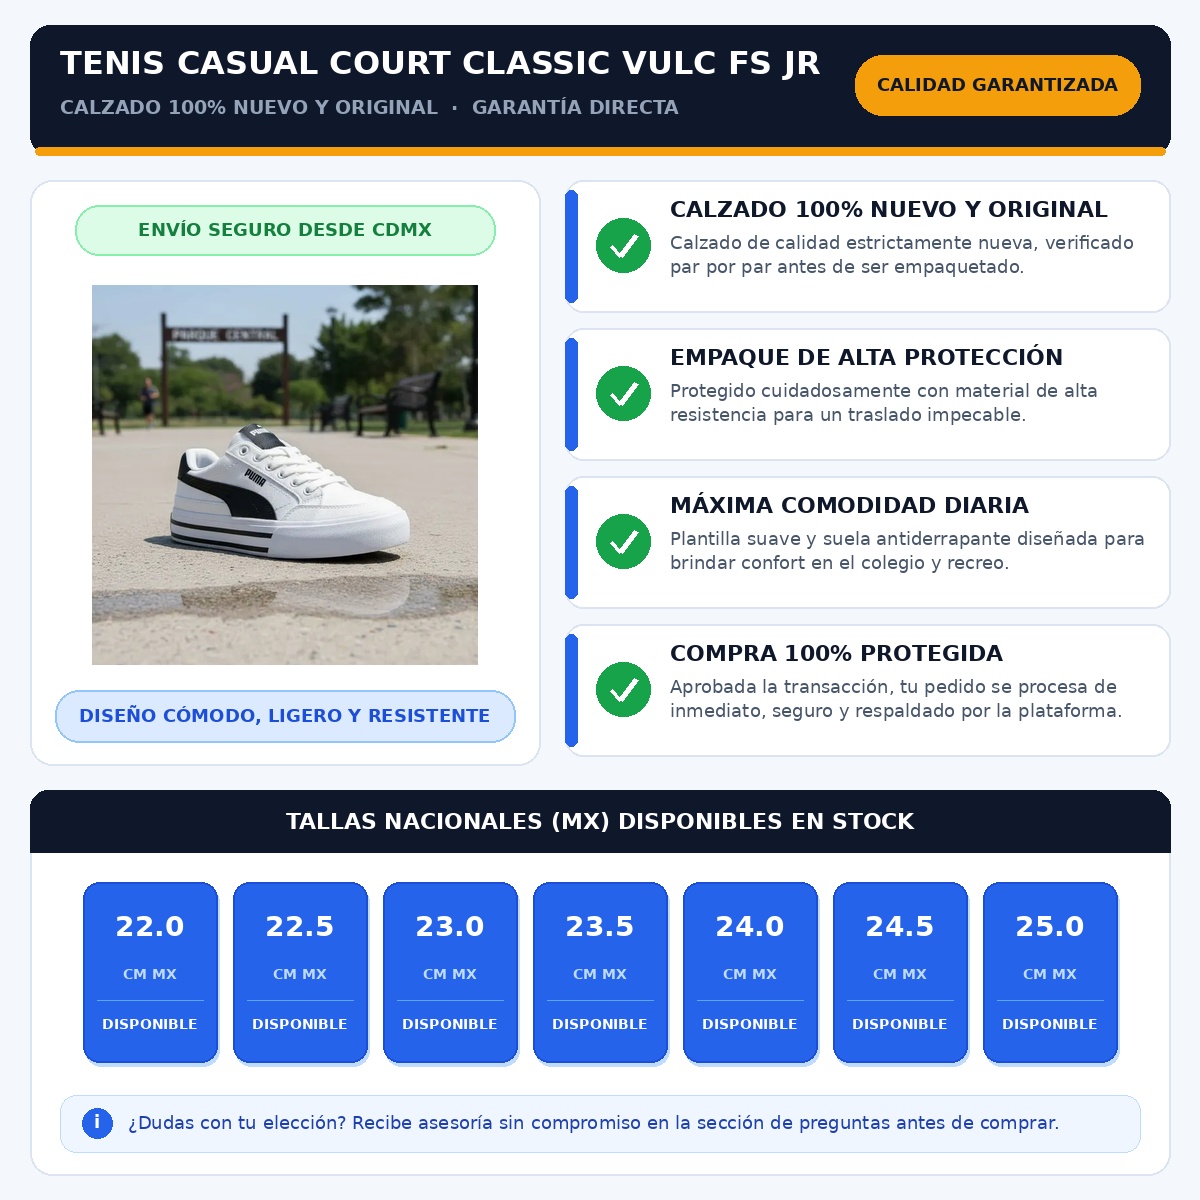 TENIS CASUAL COURT CLASSIC VULC FS JR
CALZADO 100% NUEVO Y ORIGINAL · GARANTÍA DIRECTA
CALIDAD GARANTIZADA
ENVÍO SEGURO DESDE CDMX
PARQUE CENTRAL
PUMA
DISEÑO CÓMODO, LIGERO Y RESISTENTE
CALZADO 100% NUEVO Y ORIGINAL
Calzado de calidad estrictamente nueva, verificado
par por par antes de ser empaquetado.
EMPAQUE DE ALTA PROTECCIÓN
Protegido cuidadosamente con material de alta
resistencia para un traslado impecable.
MÁXIMA COMODIDAD DIARIA
Plantilla suave y suela antiderrapante diseñada para
brindar confort en el colegio y recreo.
COMPRA 100% PROTEGIDA
Aprobada la transacción, tu pedido se procesa de
inmediato, seguro y respaldado por la plataforma.
TALLAS NACIONALES (MX) DISPONIBLES EN STOCK
22.0 22.5 23.0 23.5 24.0 24.5 25.0
CM MX CM MX CM MX CM MX CM MX CM MX CM MX
DISPONIBLE DISPONIBLE DISPONIBLE DISPONIBLE DISPONIBLE DISPONIBLE DISPONIBLE
i ¿Dudas con tu elección? Recibe asesoría sin compromiso en la sección de preguntas antes de comprar.